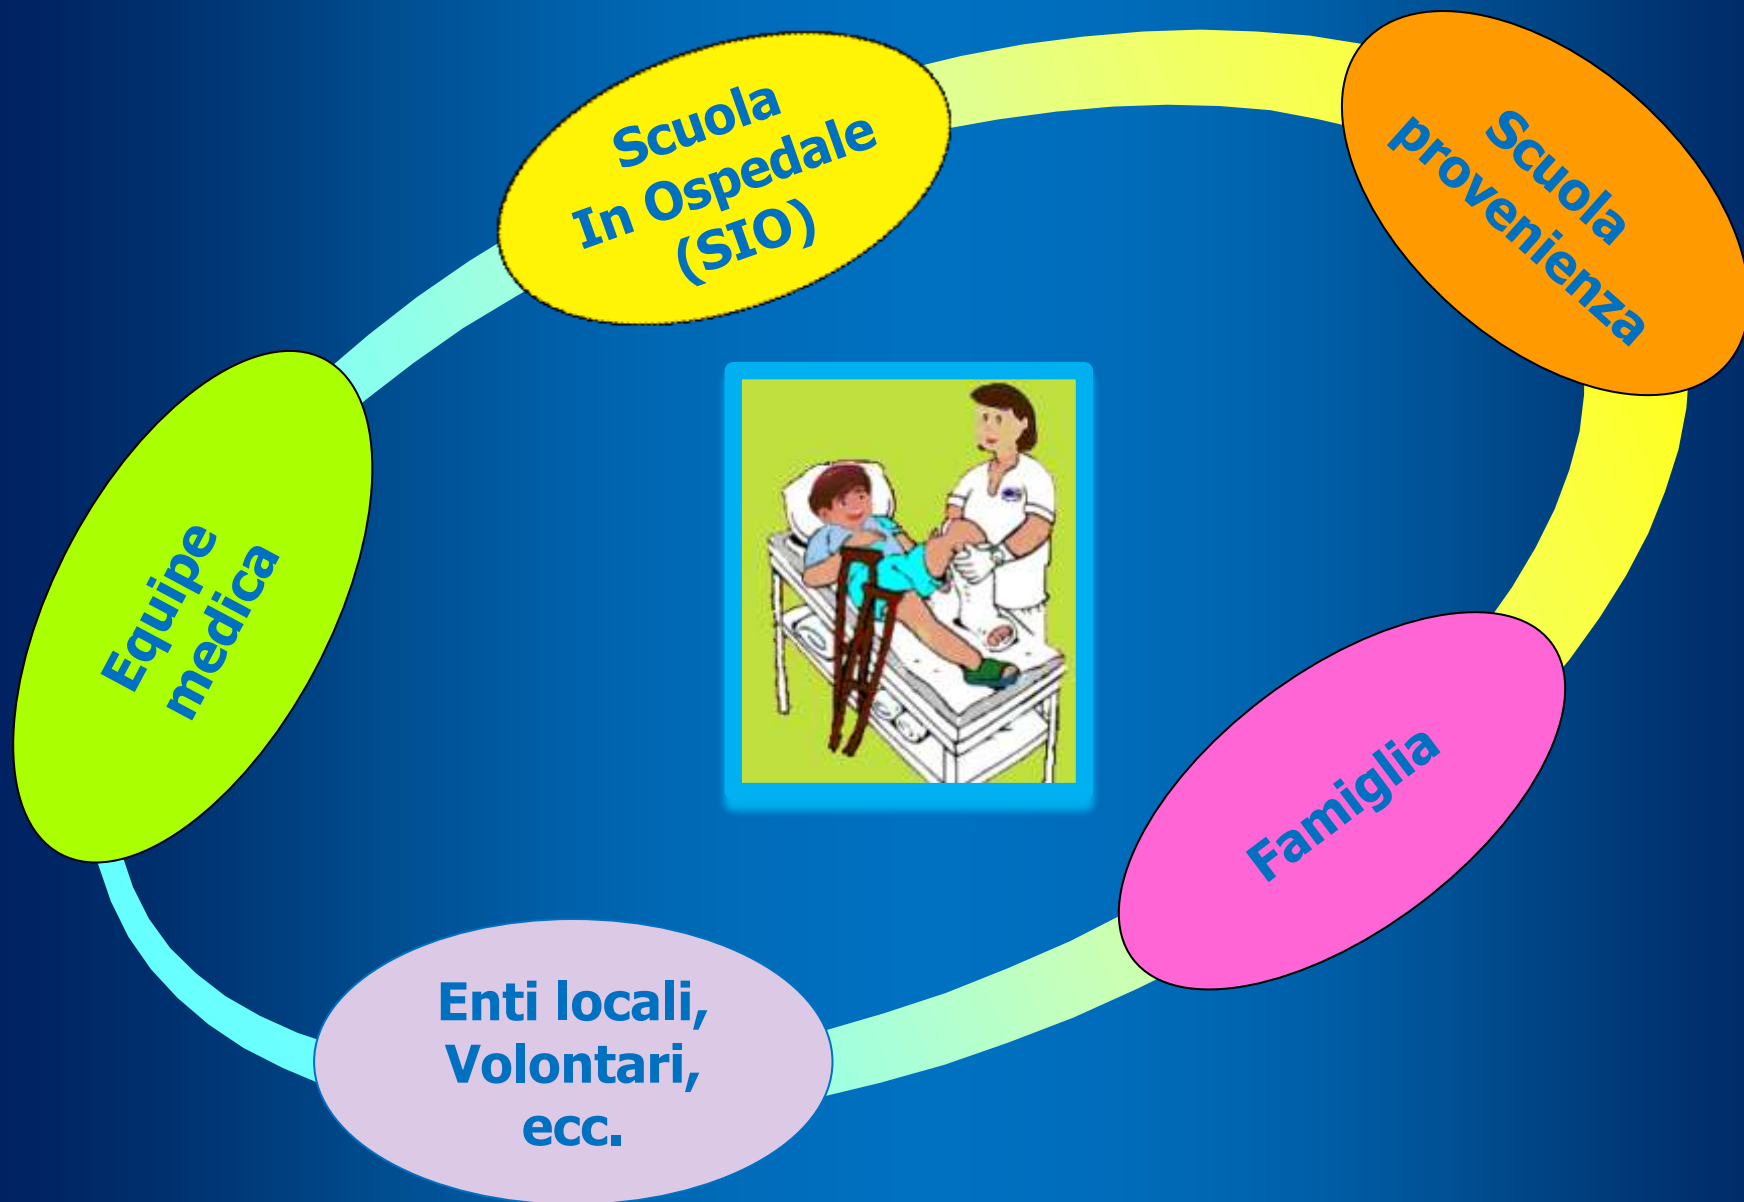 Scuola
In Ospedale
(SIO)
Scuola
provenienza
Equipe
medica
Famiglia
Enti locali,
Volontari,
ecc.